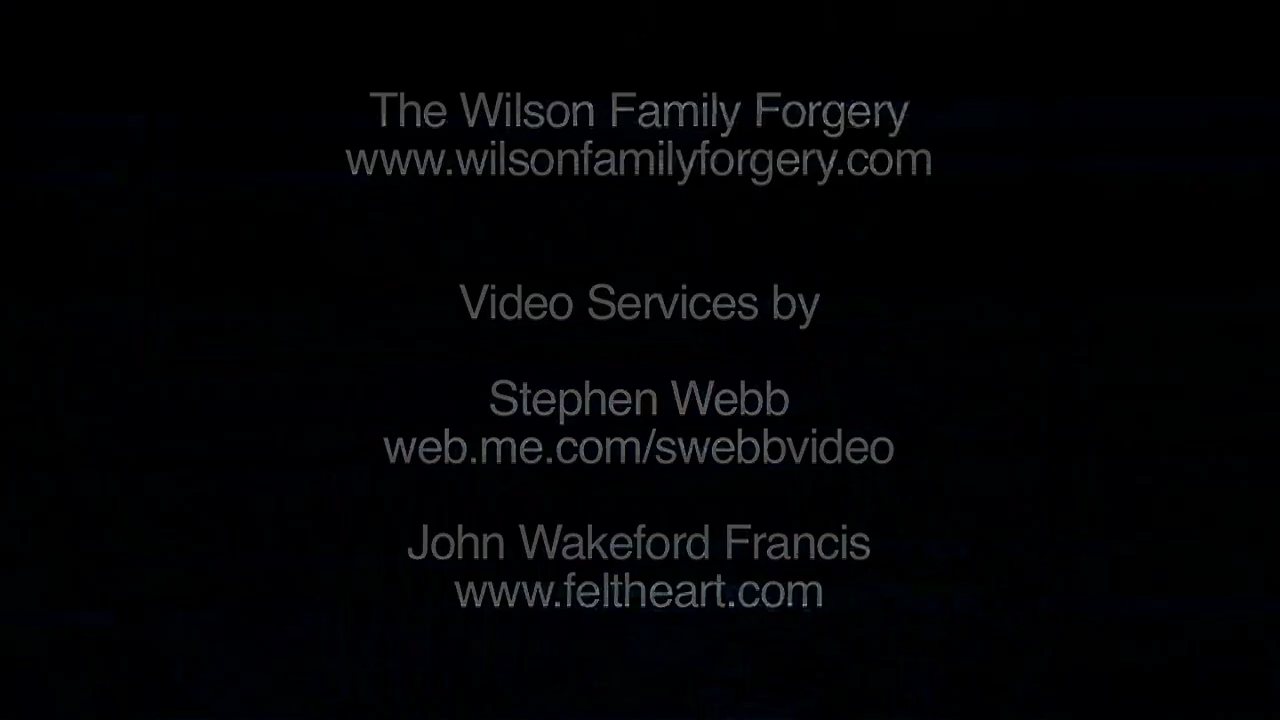 The Wilson Family Forgery
www.wilsonfamilyforgery.com
Video Services by
Stephen Webb
web.me.com/swebbvideo
John Wakeford Francis
www.feltheart.com